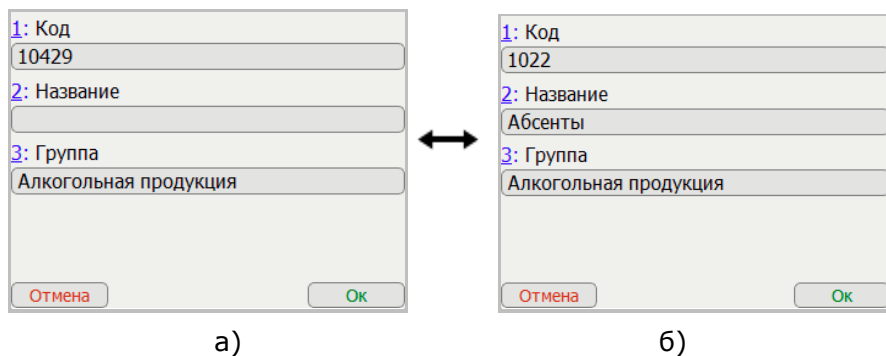 1: Код
10429
2: Название
3: Группа
Алкогольная продукция
Отмена Ок
а)
1: Код
1022
2: Название
Абсенты
3: Группа
Алкогольная продукция
Отмена Ок
б)